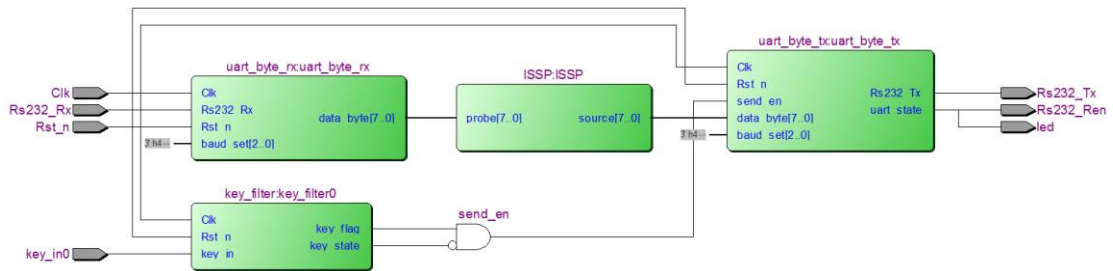 uart_byte_rx:uart_byte_rx
Clk
Rs232 Rx
Rst n
baud set[2..0]
data byte[7..0]
Clk
Rs232_Rx
Rst_n
3' h4--
ISSP:ISSP
probe[7..0]
source[7..0]
uart_byte_tx:uart_byte_tx
Clk
Rst n
send en
data byte[7..0]
baud set[2..0]
Rs232 Tx
uart state
3' h4--
Rs232_Tx
Rs232_Ren
led
key_filter:key_filter0
Clk
Rst n
key in
key flag
key state
key_in0
send_en